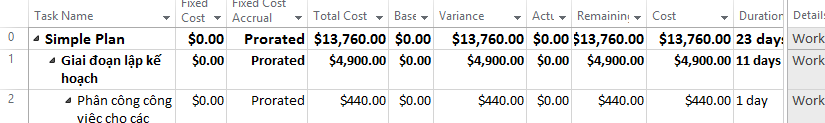 Task Name Fixed Cost Fixed Cost Accrual Total Cost Base Variance Actu Remaining Cost Duration Details
0 Simple Plan $0.00 Prorated $13,760.00 $0.00 $13,760.00 $0.00 $13,760.00 $13,760.00 23 days Work
1 Giai đoạn lập kế $0.00 Prorated $4,900.00 $0.00 $4,900.00 $0.00 $4,900.00 $4,900.00 11 days Work
hoạch
2 Phân công công $0.00 Prorated $440.00 $0.00 $440.00 $0.00 $440.00 $440.00 1 day Work
việc cho các